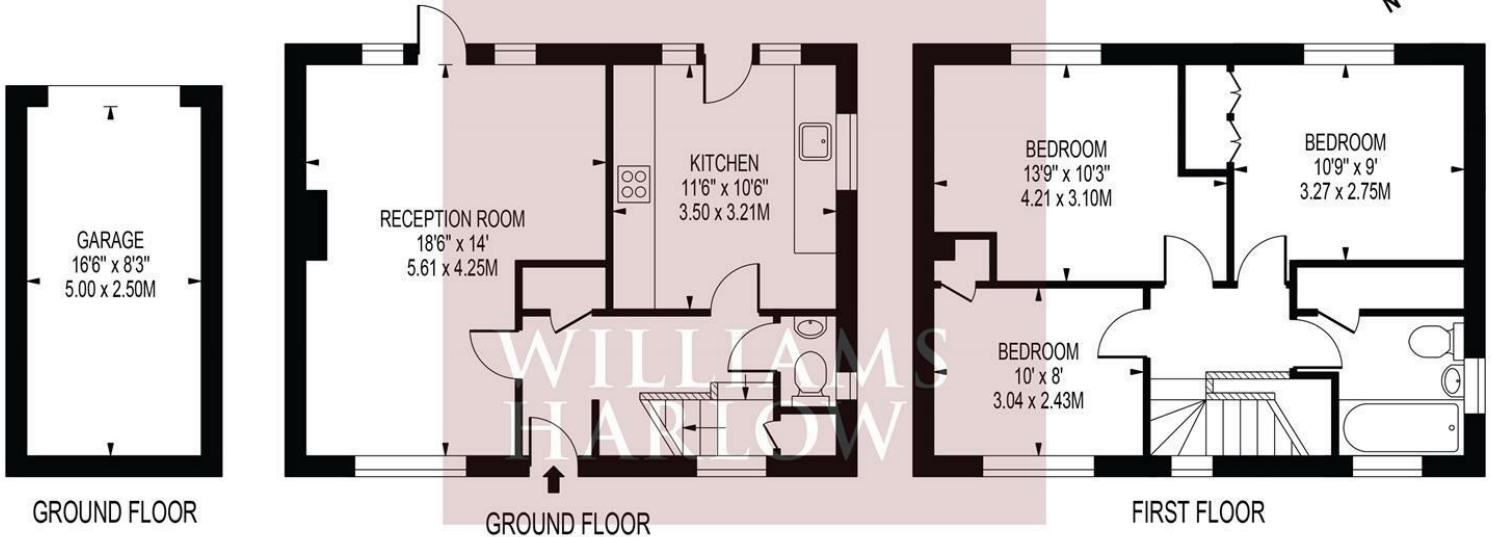 N
GARAGE
16'6" x 8'3"
5.00 x 2.50M
GROUND FLOOR
RECEPTION ROOM
18'6" x 14'
5.61 x 4.25M
KITCHEN
11'6" x 10'6"
3.50 x 3.21M
WILLIAMS
HARLOW
GROUND FLOOR
BEDROOM
13'9" x 10'3"
4.21 x 3.10M
BEDROOM
10'9" x 9'
3.27 x 2.75M
BEDROOM
10' x 8'
3.04 x 2.43M
FIRST FLOOR